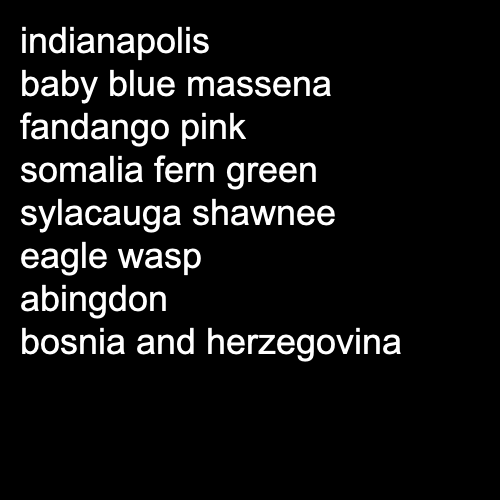 indianapolis
baby blue massena
fandango pink
somalia fern green
sylacauga shawnee
eagle wasp
abingdon
bosnia and herzegovina